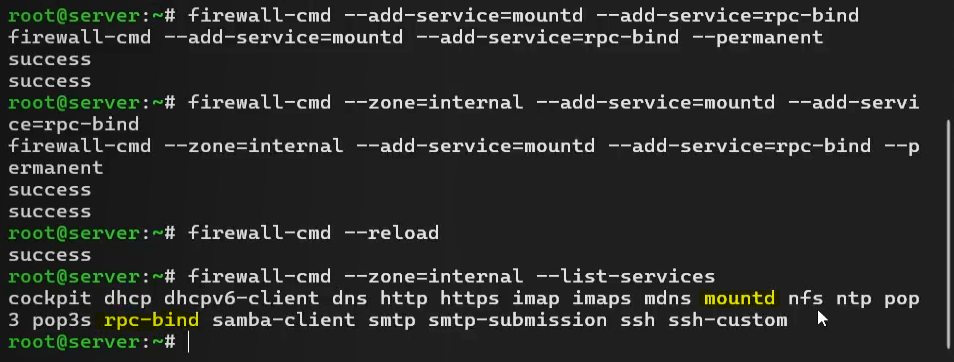 root@server:~# firewall-cmd --add-service=mountd --add-service=rpc-bind
firewall-cmd --add-service=mountd --add-service=rpc-bind --permanent
success
success
root@server:~# firewall-cmd --zone=internal --add-service=mountd --add-servi
ce=rpc-bind
firewall-cmd --zone=internal --add-service=mountd --add-service=rpc-bind --p
ermanent
success
success
root@server:~# firewall-cmd --reload
success
root@server:~# firewall-cmd --zone=internal --list-services
cockpit dhcp dhcpv6-client dns http https imap imaps mdns mountd nfs ntp pop
3 pop3s rpc-bind samba-client smtp smtp-submission ssh ssh-custom
root@server:~#